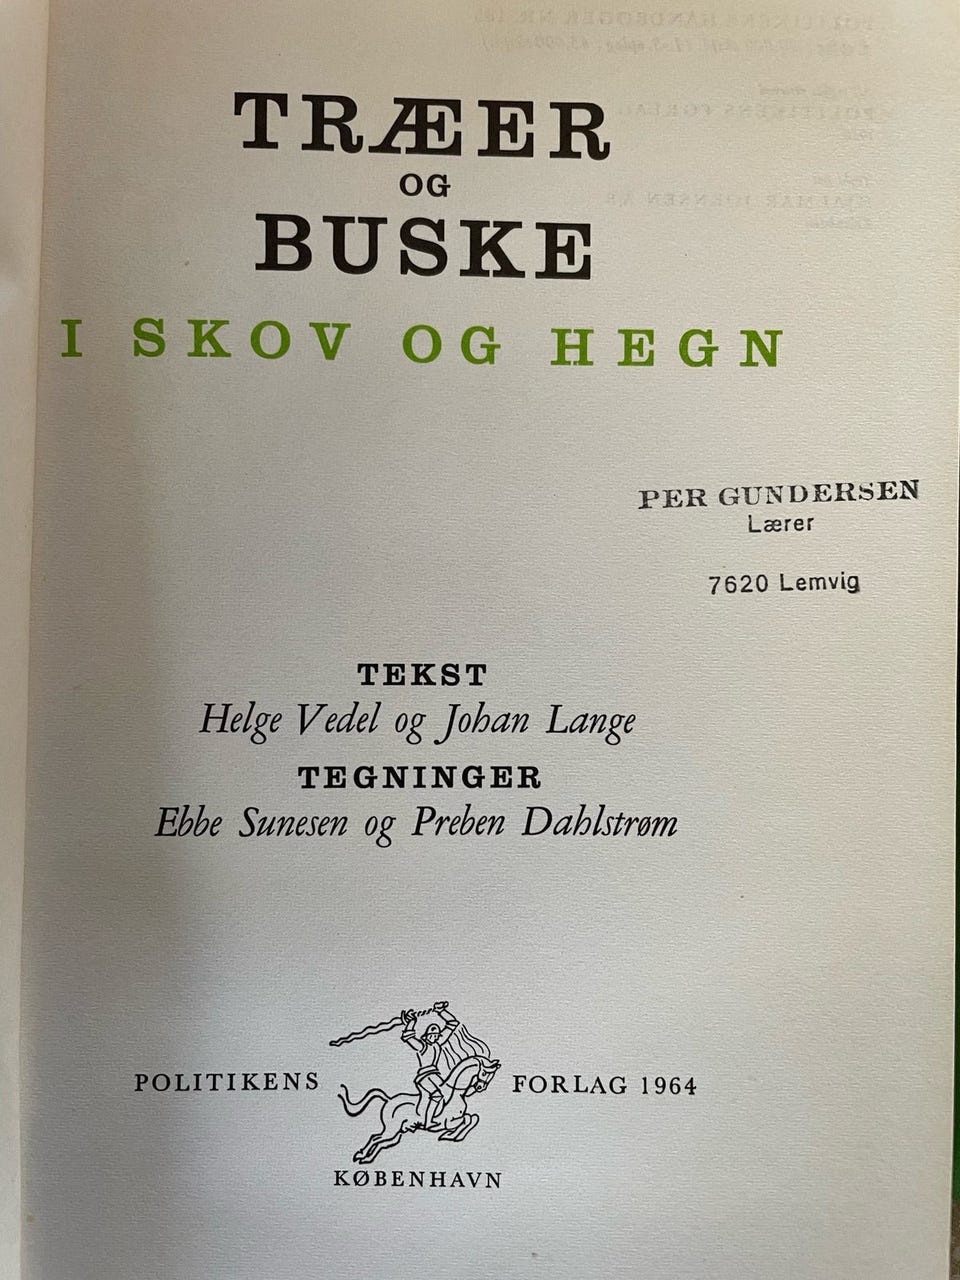 TRÆER
OG
BUSKE
I SKOV OG HEGN
PER GUNDERSEN
Lærer
7620 Lemvig
TEKST
Helge Vedel og Johan Lange
TEGNINGER
Ebbe Sunesen og Preben Dahlstrøm
POLITIKENS FORLAG 1964
KØBENHAVN